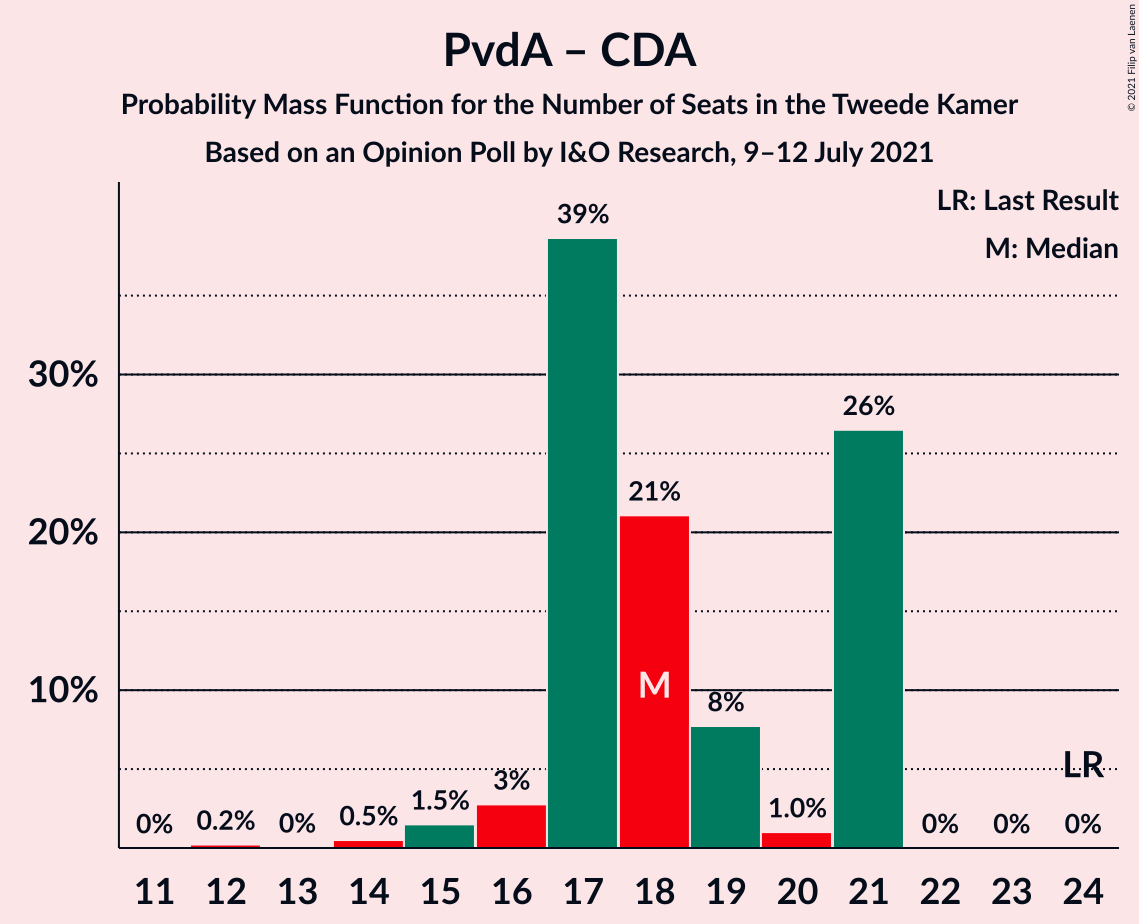 PvdA – CDA
Probability Mass Function for the Number of Seats in the Tweede Kamer
Based on an Opinion Poll by I&O Research, 9–12 July 2021
© 2021 Filip van Laenen
LR: Last Result
M: Median
30%
20%
10%
0%
0.2%
0%
0.5%
1.5%
3%
39%
21%
8%
1.0%
26%
0%
0%
0%
M
LR
11 12 13 14 15 16 17 18 19 20 21 22 23 24